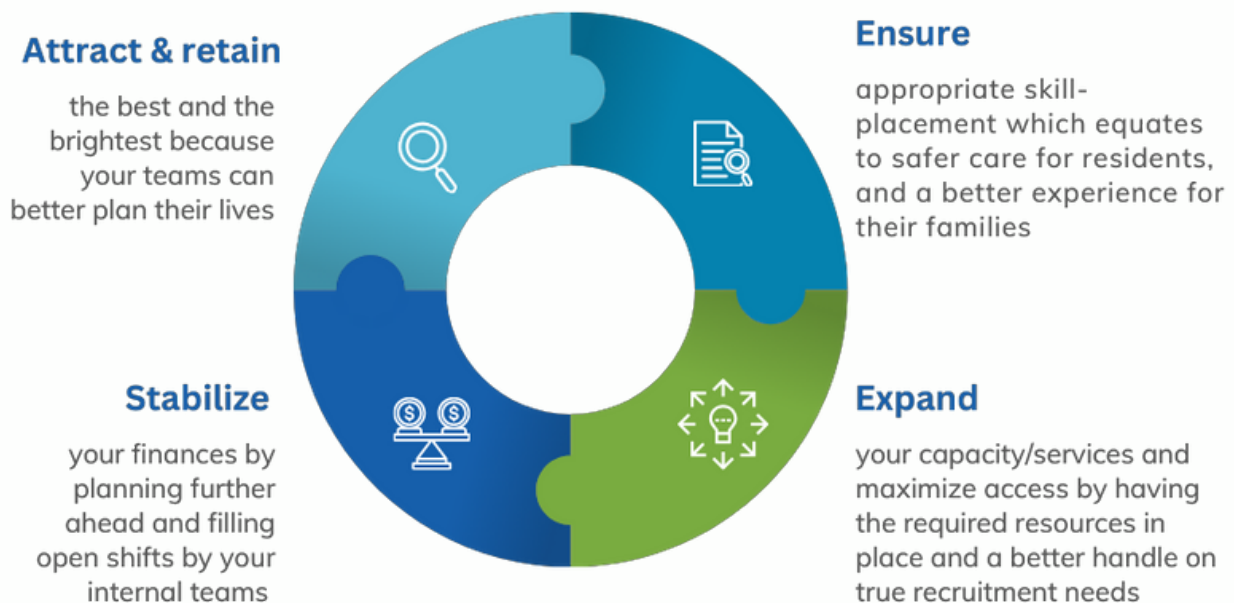 Attract & retain
the best and the
brightest because
your teams can
better plan their lives
Ensure
appropriate skill-
placement which equates
to safer care for residents,
and a better experience for
their families
Stabilize
your finances by
planning further
ahead and filling
open shifts by your
internal teams
Expand
your capacity/services and
maximize access by having
the required resources in
place and a better handle on
true recruitment needs
$ $